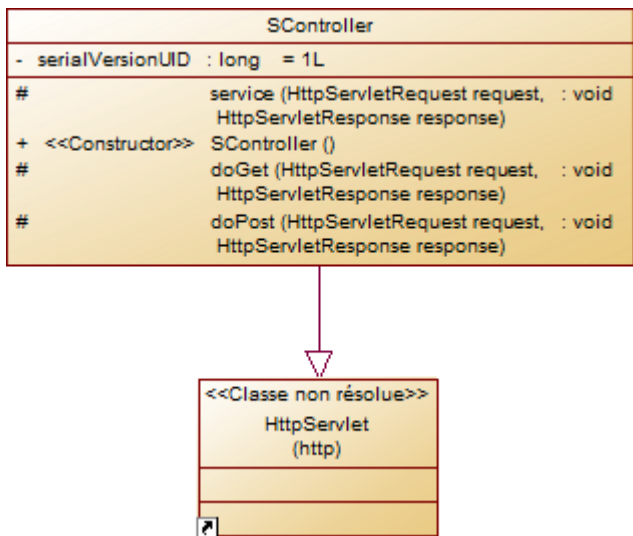 SController
- serialVersionUID : long = 1L
# service (HttpServletRequest request, : void
HttpServletResponse response)
+ <<Constructor>> SController ()
# doGet (HttpServletRequest request, : void
HttpServletResponse response)
# doPost (HttpServletRequest request, : void
HttpServletResponse response)
<<Classe non résolue>>
HttpServlet
(http)